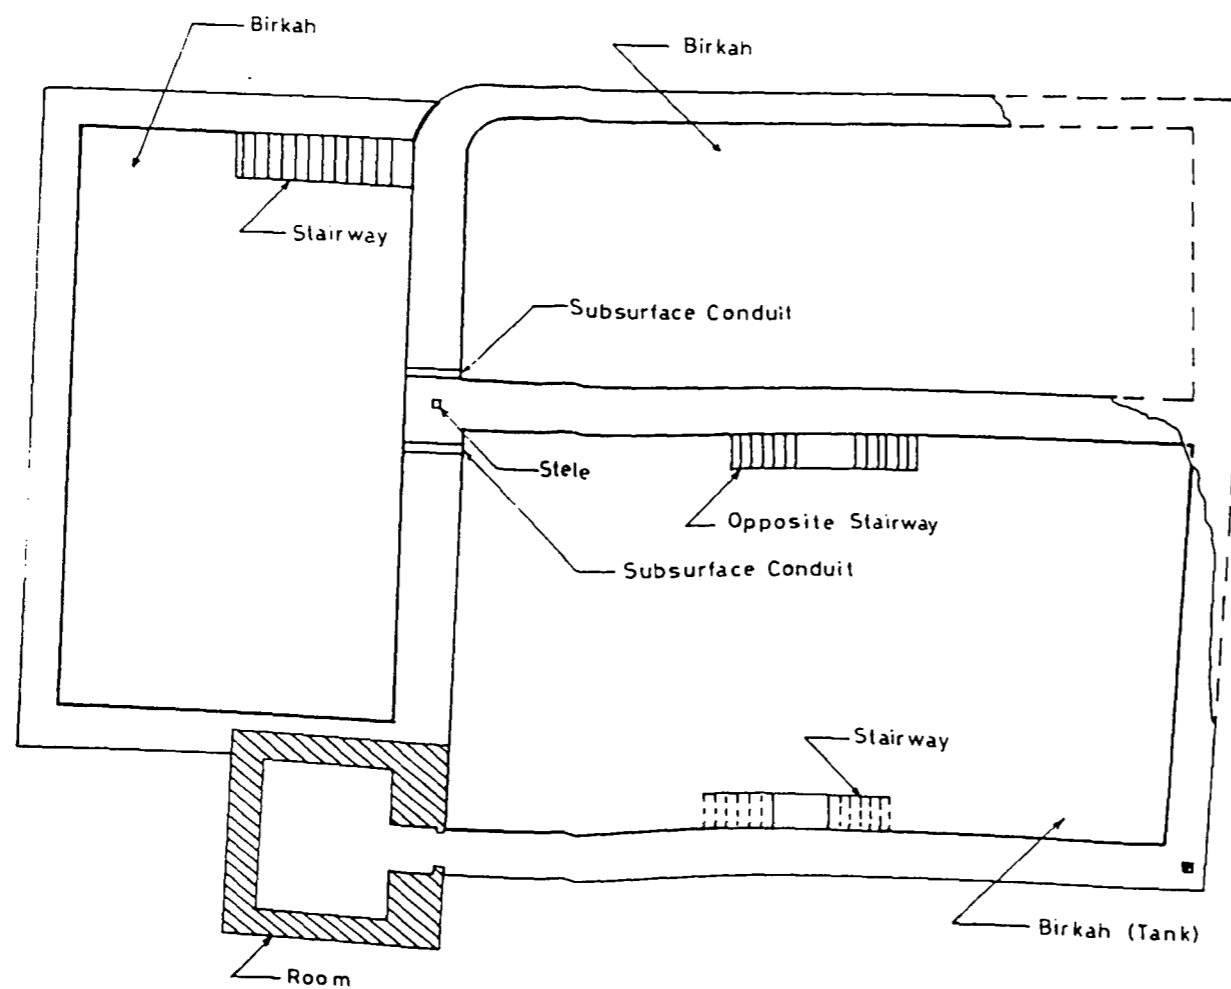 Birkah
Birkah
Stairway
Subsurface Conduit
Stele
Opposite Stairway
Subsurface Conduit
Stairway
Birkah (Tank)
Room